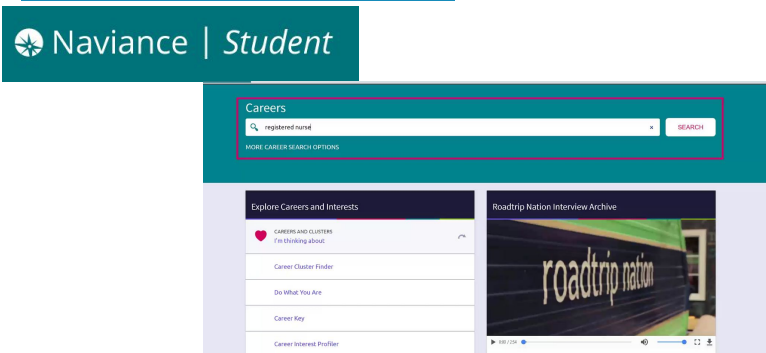 Naviance | Student
Careers
registered nurse
×
SEARCH
MORE CAREER SEARCH OPTIONS
Explore Careers and Interests
CAREERS AND CLUSTERS
I'm thinking about
Career Cluster Finder
Do What You Are
Career Key
Career Interest Profiler
Roadtrip Nation Interview Archive
roadtrip nation